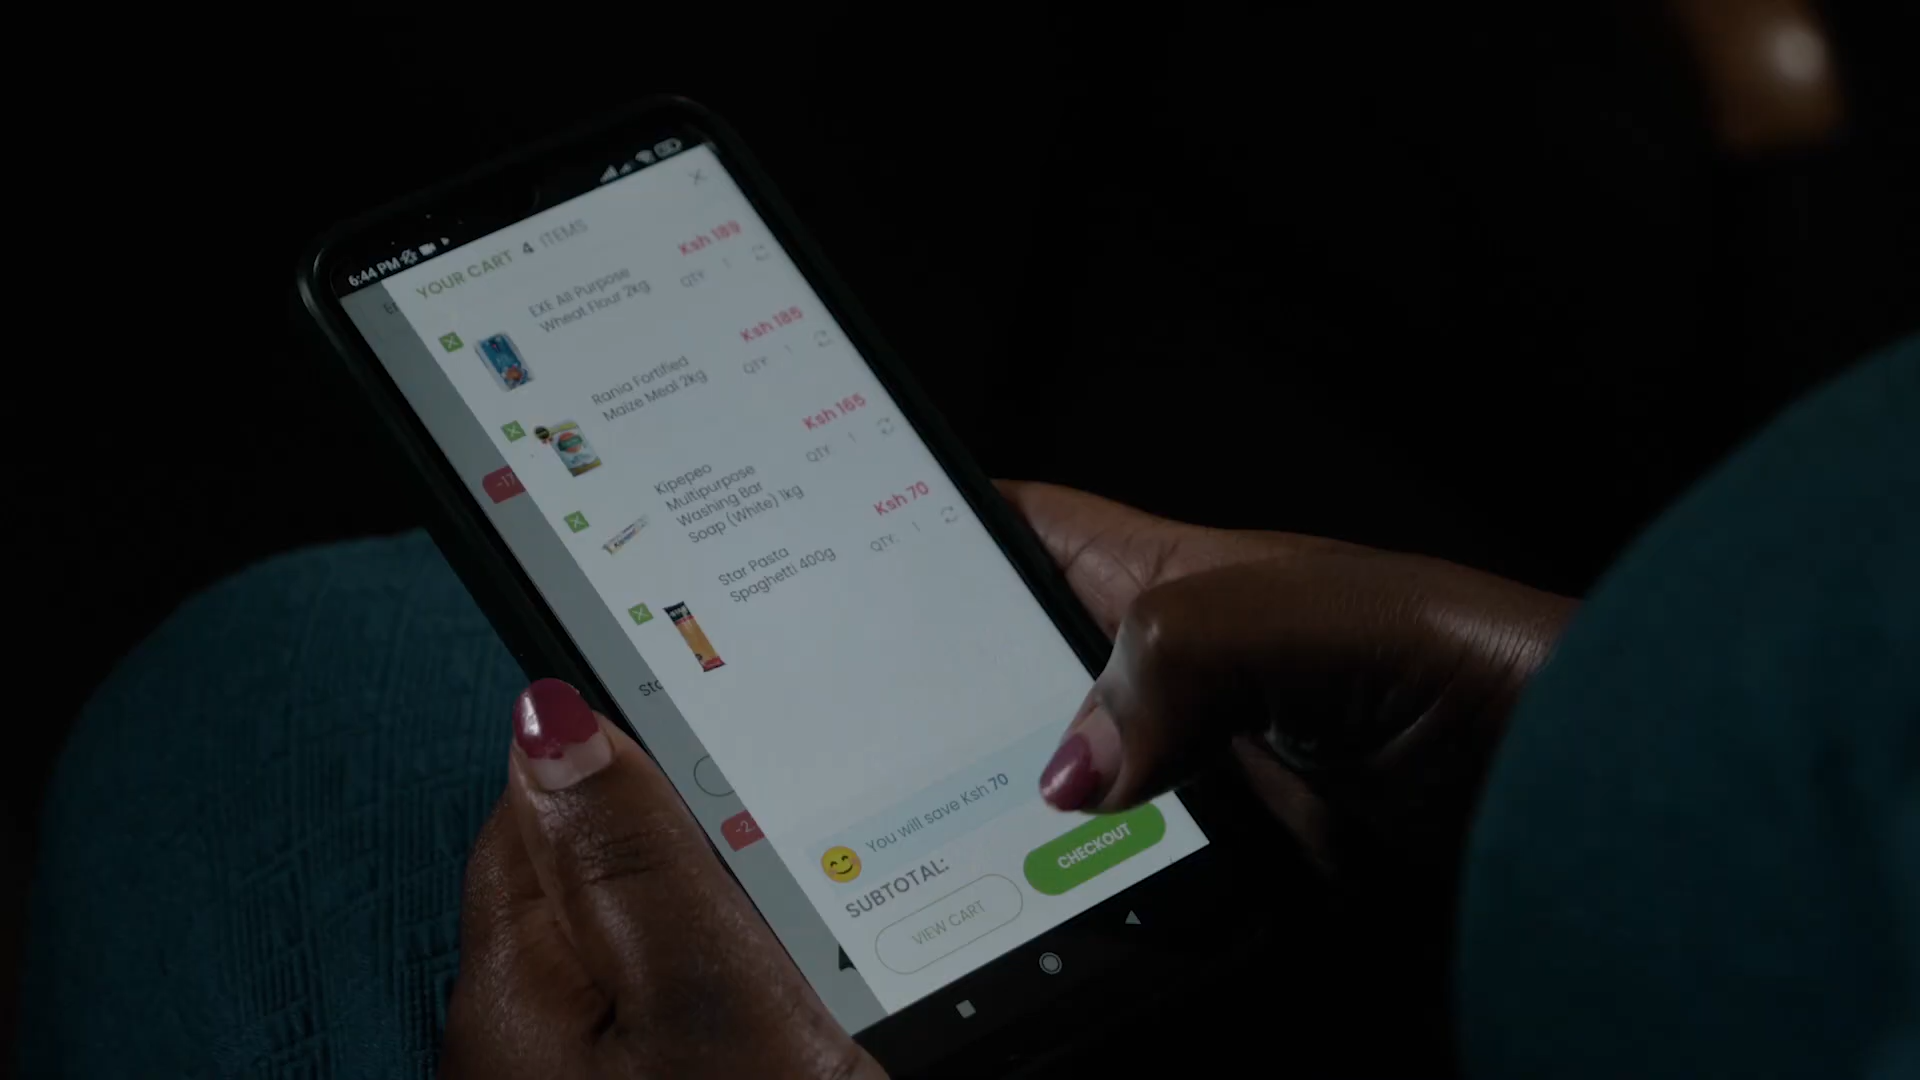 6:44 PM
YOUR CART 4 ITEMS
EXE All Purpose
Wheat Flour 2kg
Ksh 189
QTY: 1
Rania Fortified
Maize Meal 2kg
Ksh 185
QTY: 1
Kipepeo
Multipurpose
Washing Bar
Soap (White) 1kg
Ksh 165
QTY: 1
Star Pasta
Spaghetti 400g
Ksh 70
QTY: 1
-17
You will save Ksh 70
SUBTOTAL:
VIEW CART
CHECKOUT